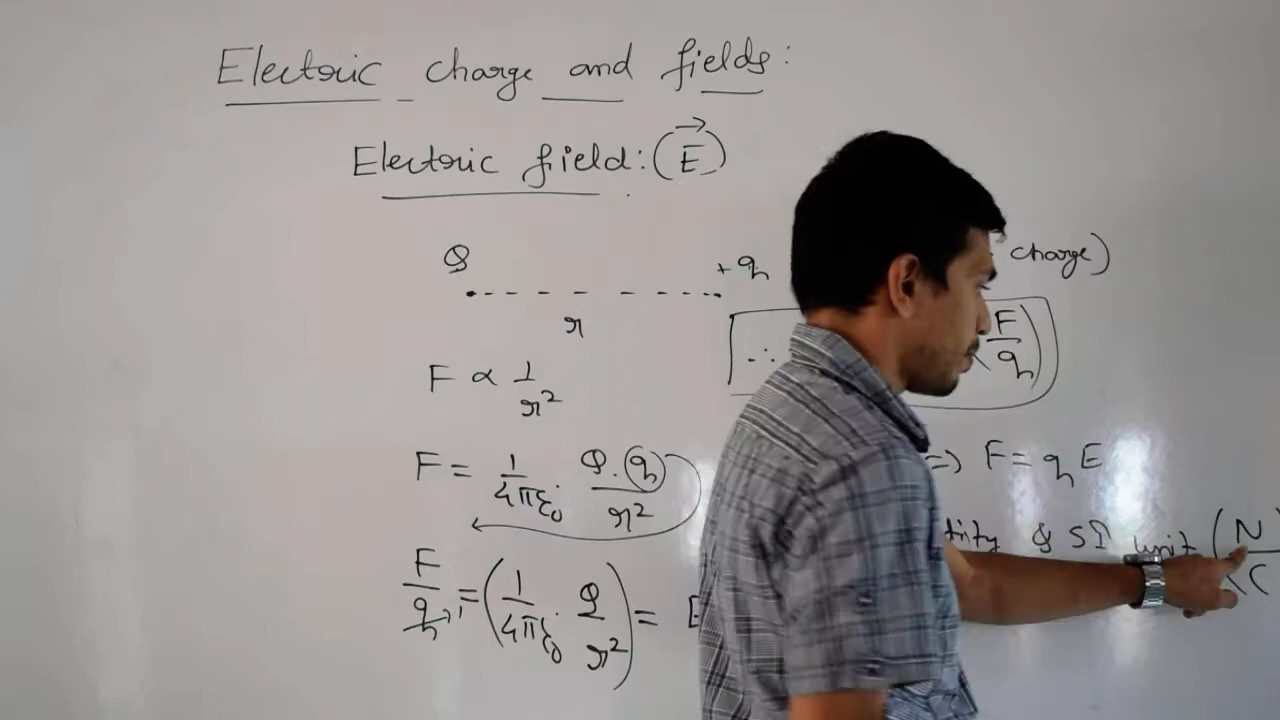 Electric charge and fields:
Electric field: (E⃗)
Q + q charge)
r
∴ F/q)
F ∝ 1/r²
F = 1/4πε₀ Q.q/r²
=> F = qE
& SI unit (N/C
F/q = (1/4πε₀ Q/r²) = E